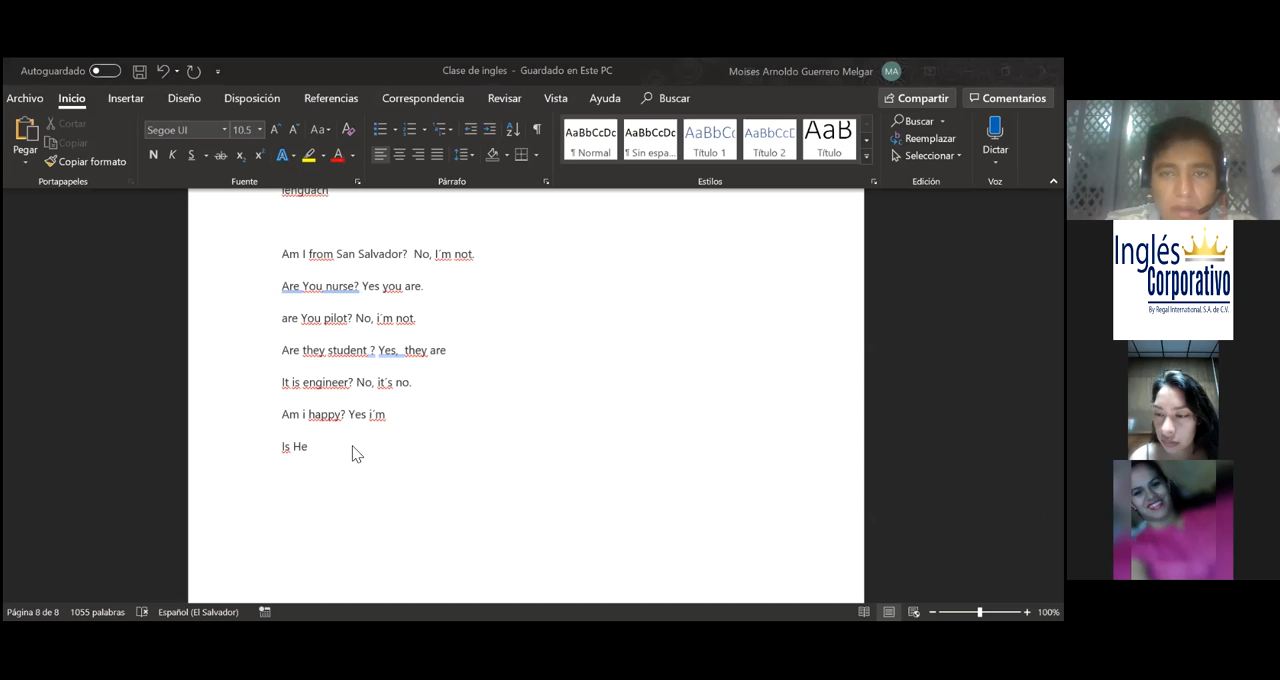 Autoguardado
Clase de ingles - Guardado en Este PC
Moises Arnoldo Guerrero Melgar MA
Archivo Inicio Insertar Diseño Disposición Referencias Correspondencia Revisar Vista Ayuda Buscar Compartir Comentarios
Pegar
Cortar
Copiar
Copiar formato
Portapapeles
Segoe UI 10.5
Fuente
Párrafo
AaBbCcDc AaBbCcDc AaBbC AaBbCcD AaB
¶ Normal ¶ Sin espa... Título 1 Título 2 Título
Estilos
Buscar
Reemplazar
Seleccionar
Edición
Dictar
Voz
lenguach
Am I from San Salvador? No, I´m not.
Are You nurse? Yes you are.
are You pilot? No, i´m not.
Are they student ? Yes, they are
It is engineer? No, it´s no.
Am i happy? Yes i´m
Is He
Página 8 de 8 1055 palabras Español (El Salvador) 100%
Inglés
Corporativo
By Regal International, S.A. de C.V.